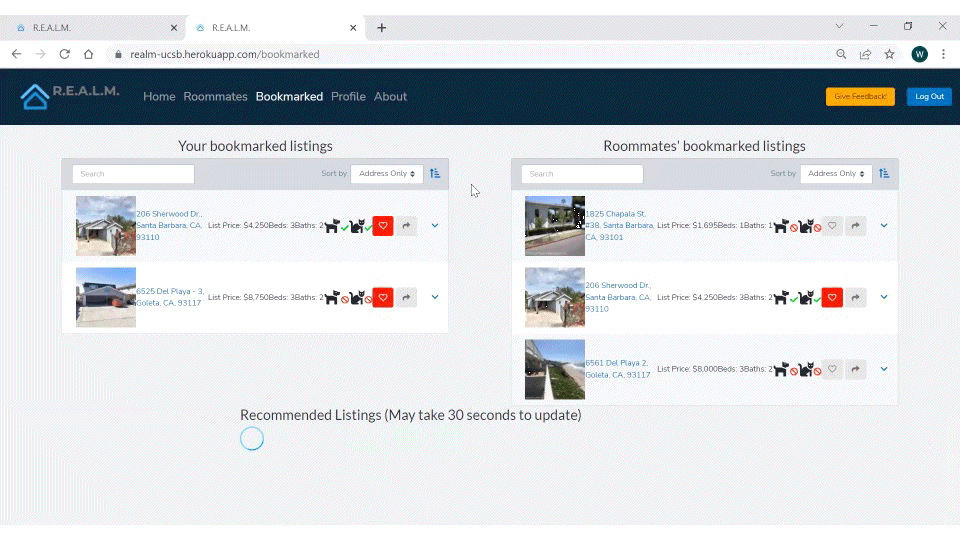 R.E.A.L.M.
R.E.A.L.M.
realm-ucsb.herokuapp.com/bookmarked
W
R.E.A.L.M.
Home Roommates Bookmarked Profile About
Give Feedback!
Log Out
Your bookmarked listings
Search
Sort by
Address Only
206 Sherwood Dr.,
Santa Barbara, CA,
93110
List Price: $4,250Beds: 3Baths: 2
6525 Del Playa - 3,
Goleta, CA, 93117
List Price: $8,750Beds: 3Baths: 2
Roommates' bookmarked listings
Search
Sort by
Address Only
1825 Chapala St,
#38, Santa Barbara,
CA, 93101
List Price: $1,695Beds: 1Baths: 1
206 Sherwood Dr.,
Santa Barbara, CA,
93110
List Price: $4,250Beds: 3Baths: 2
6561 Del Playa 2,
Goleta, CA, 93117
List Price: $8,000Beds: 3Baths: 2
Recommended Listings (May take 30 seconds to update)